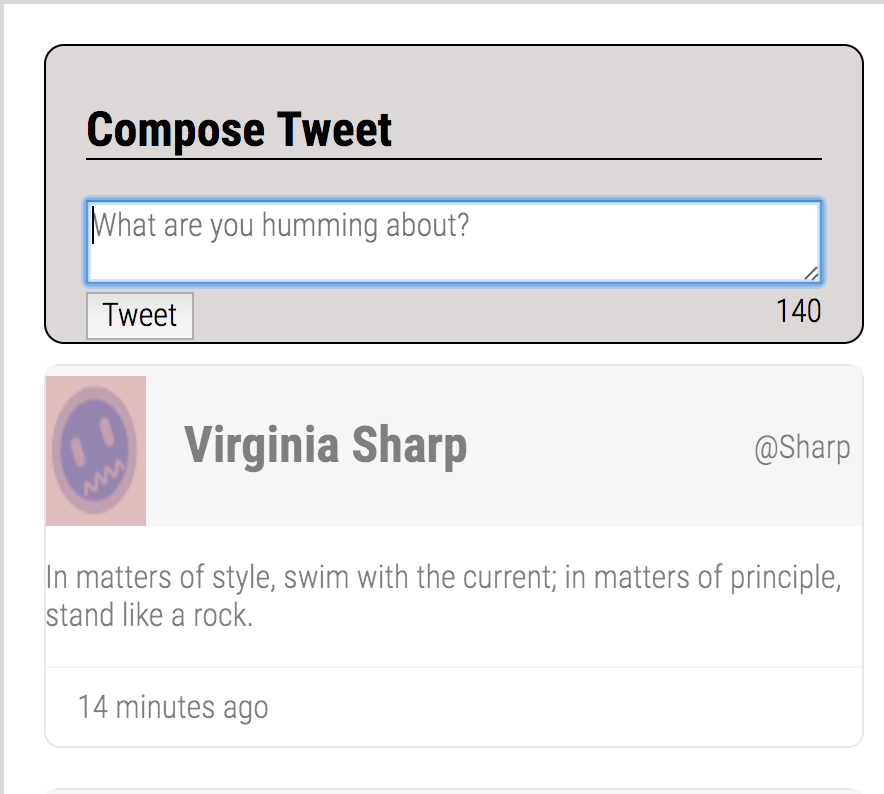 Compose Tweet
What are you humming about?
Tweet
140
Virginia Sharp
@Sharp
In matters of style, swim with the current; in matters of principle,
stand like a rock.
14 minutes ago